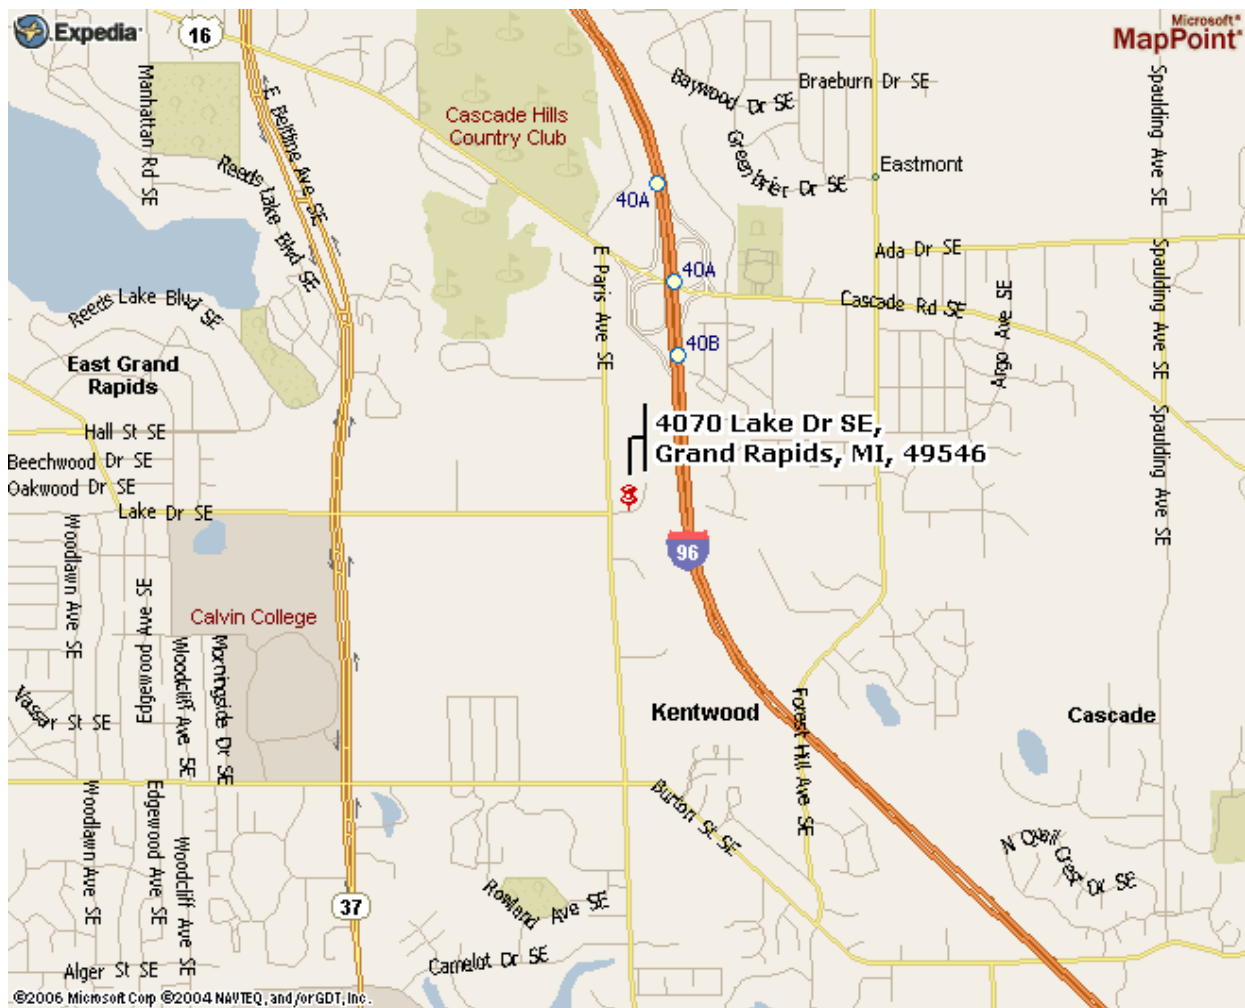 Expedia
16
Microsoft®
MapPoint®
Manhattan Rd SE
E Beltline Ave SE
Cascade Hills
Country Club
Baywood Dr SE
Braeburn Dr SE
Spaulding Ave SE
Greenbrier Dr SE
Eastmont
Reeds Lake Blvd SE
40A
E Paris Ave SE
40A
Ada Dr SE
Spaulding Ave SE
Reeds Lake Blvd SE
Cascade Rd SE
Argo Ave SE
40B
East Grand
Rapids
Hall St SE
4070 Lake Dr SE,
Grand Rapids, MI, 49546
Spaulding Ave SE
Beechwood Dr SE
Oakwood Dr SE
Lake Dr SE
Woodlawn Ave SE
96
Edgewood Ave SE
Calvin College
Woodcliff Ave SE
Morningside Dr SE
Vassar St SE
Kentwood
Forest Hill Ave SE
Cascade
Woodlawn Ave SE
Edgewood Ave SE
Woodcliff Ave SE
Burton St SE
N Quail Crest Dr SE
37
Rowland Ave SE
Camelot Dr SE
Alger St SE
©2006 Microsoft Corp ©2004 NAVTEQ, and/or GDT, Inc.